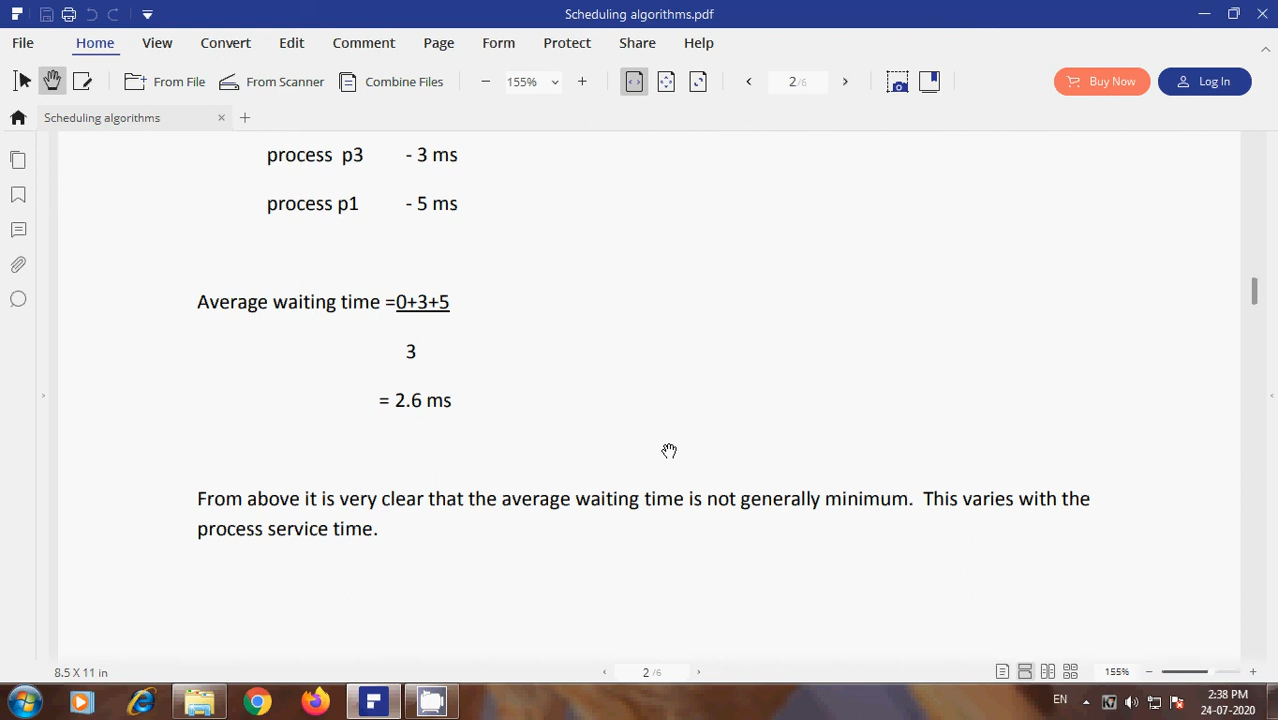 Scheduling algorithms.pdf
File Home View Convert Edit Comment Page Form Protect Share Help
From File From Scanner Combine Files 155% 2/6 Buy Now Log In
Scheduling algorithms
process p3 - 3 ms
process p1 - 5 ms
Average waiting time =0+3+5
3
= 2.6 ms
From above it is very clear that the average waiting time is not generally minimum. This varies with the
process service time.
8.5 X 11 in 2/6 155%
EN 2:38 PM
24-07-2020